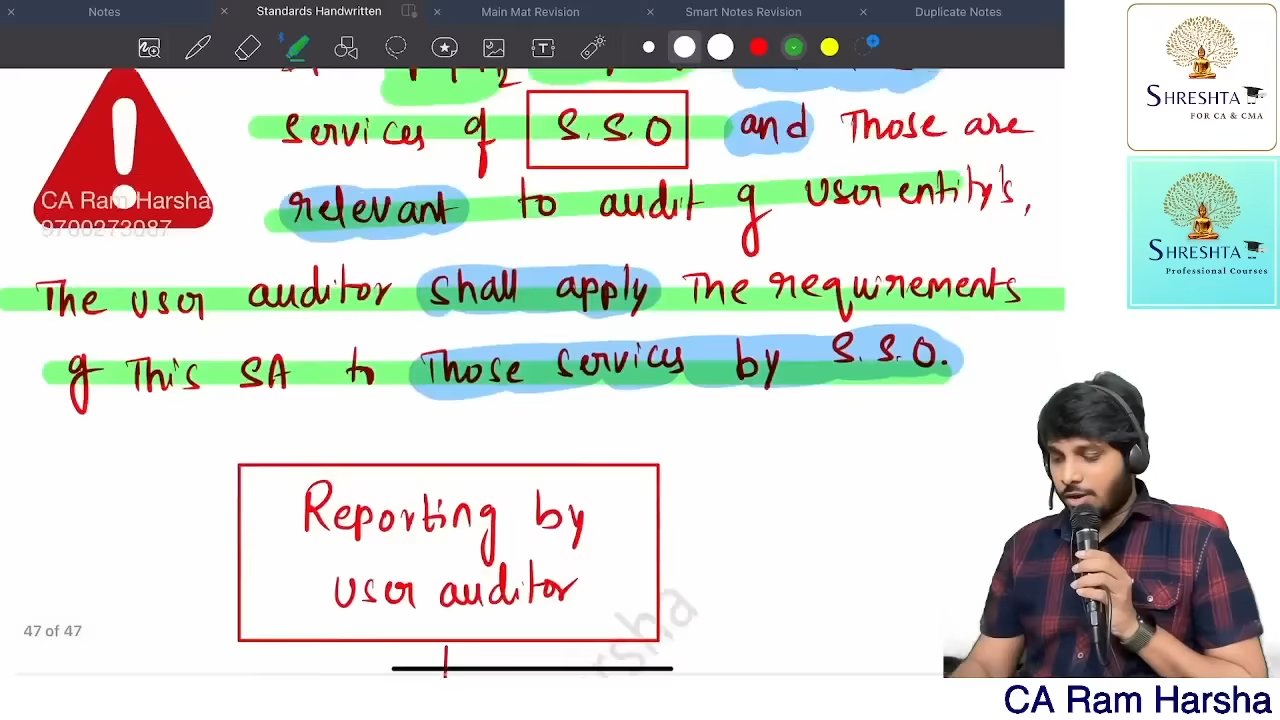 Notes
Standards Handwritten
Main Mat Revision
Smart Notes Revision
Duplicate Notes
services of S.S.O and Those are
relevant to audit of user entity's,
The user auditor shall apply The requirements
of This SA to Those services by S.S.O.
Reporting by
user auditor
47 of 47
CA Ram Harsha
9700273087
SHRESHTA
FOR CA & CMA
SHRESHTA
Professional Courses
CA Ram Harsha